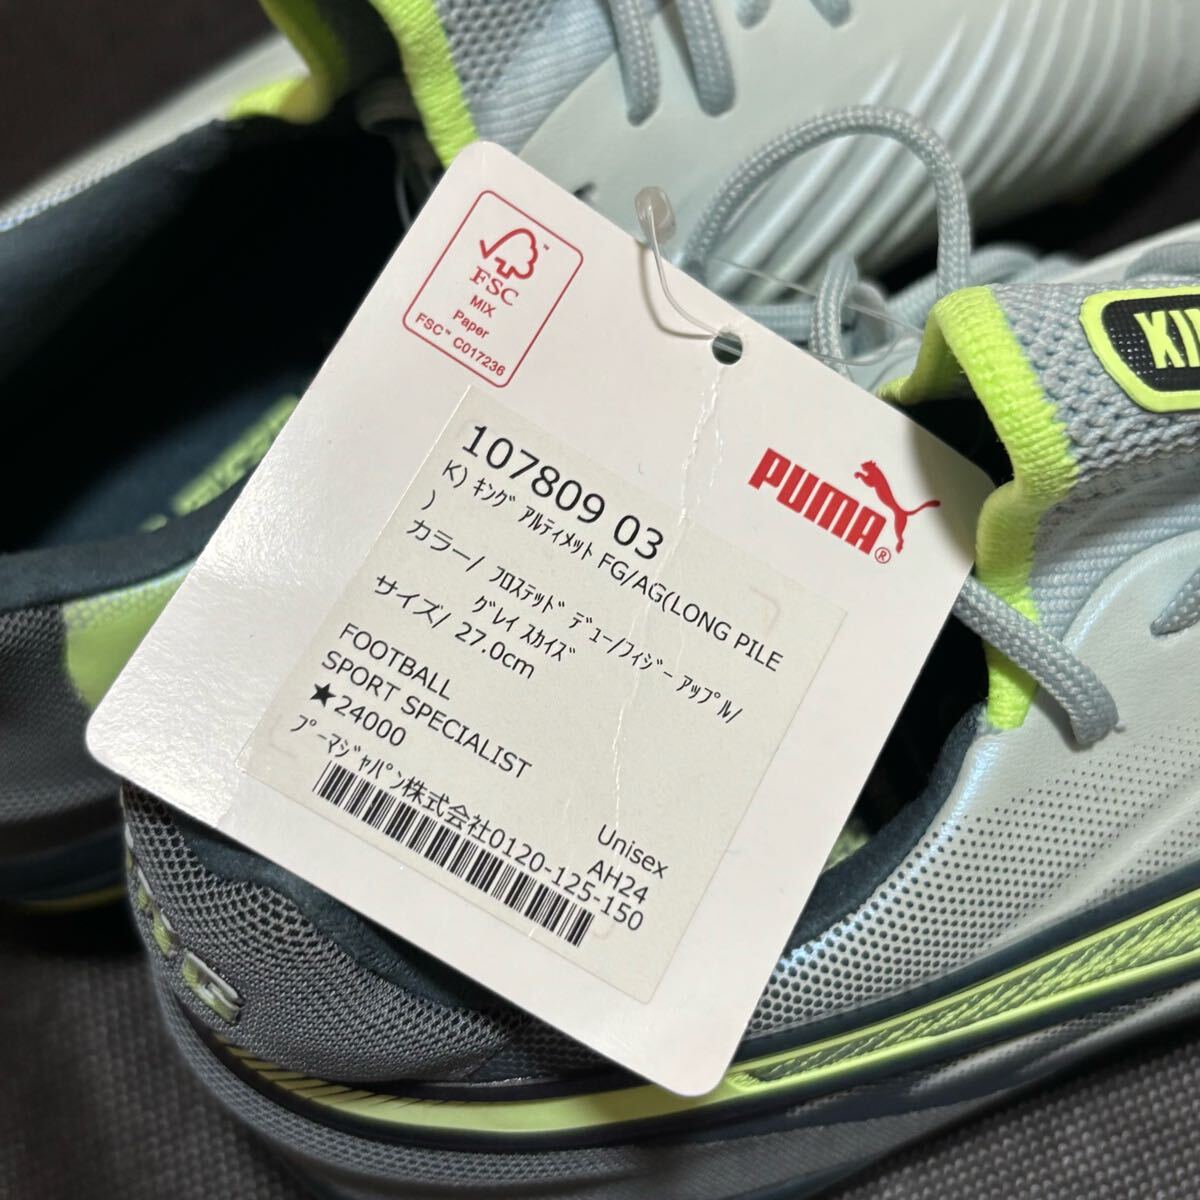 FSC™
MIX
Paper
FSC™ C017236
PUMA®
107809 03
K) ｷﾝｸﾞ ｱﾙﾃｨﾒｯﾄ FG/AG(LONG PILE
)
カラー/ ﾌﾛｽﾃｯﾄﾞ ﾃﾞｭｰ/ﾌｨｼﾞｰ ｱｯﾌﾟﾙ/
ｸﾞﾚｲ ｽｶｲｽﾞ
サイズ/ 27.0cm
FOOTBALL
SPORT SPECIALIST
★24000
Unisex
AH24
ﾌﾟｰﾏｼﾞｬﾊﾟﾝ株式会社0120-125-150